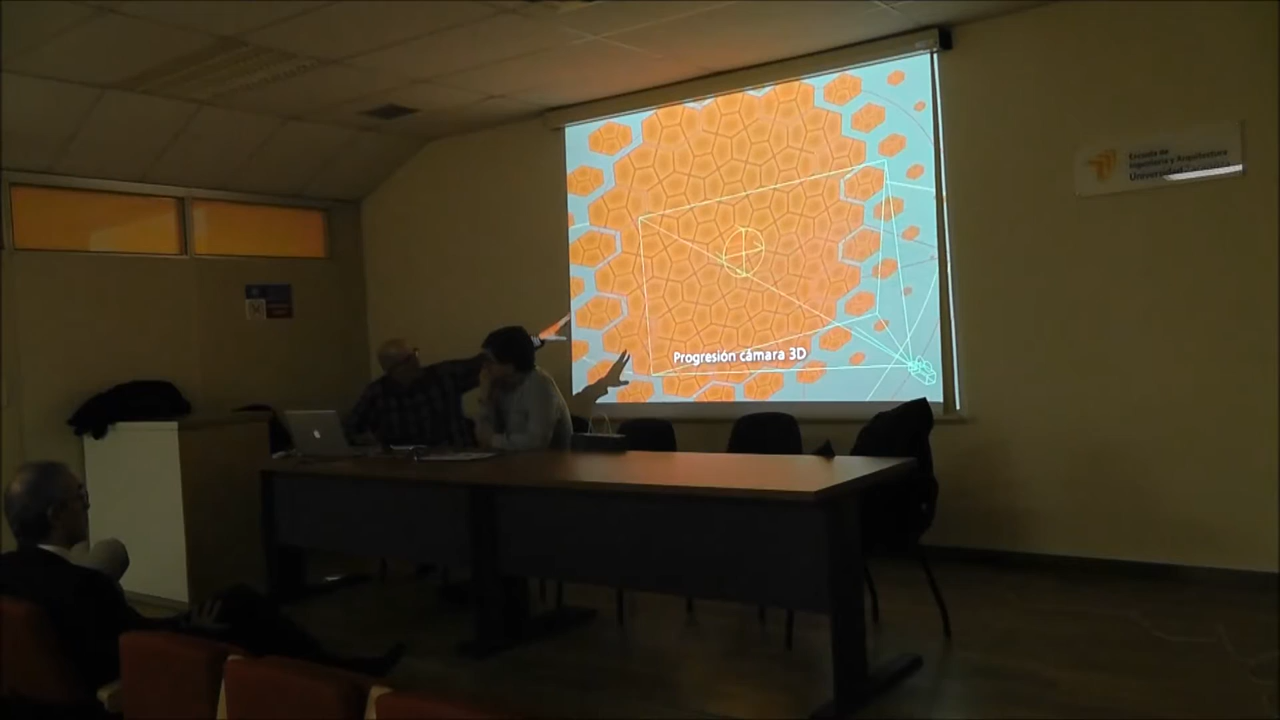 Progresión cámara 3D
Escuela de
Ingeniería y Arquitectura
Universidad